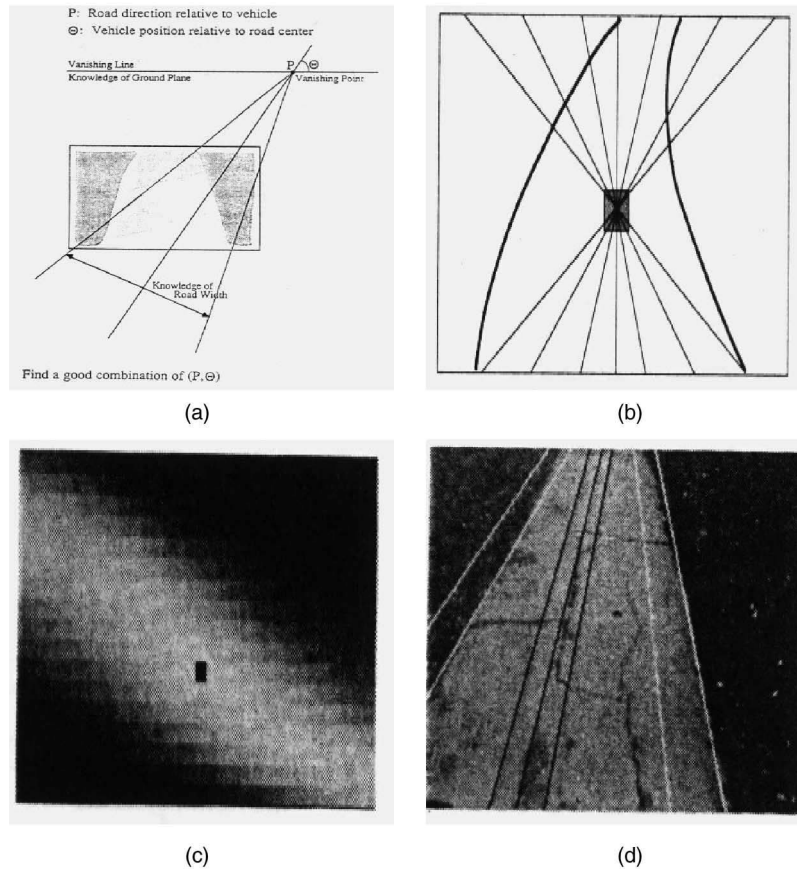 P: Road direction relative to vehicle
Θ: Vehicle position relative to road center
Vanishing Line
P Θ
Knowledge of Ground Plane
Vanishing Point
Knowledge of
Road Width
Find a good combination of (P,Θ)
(a)
(b)
(c)
(d)